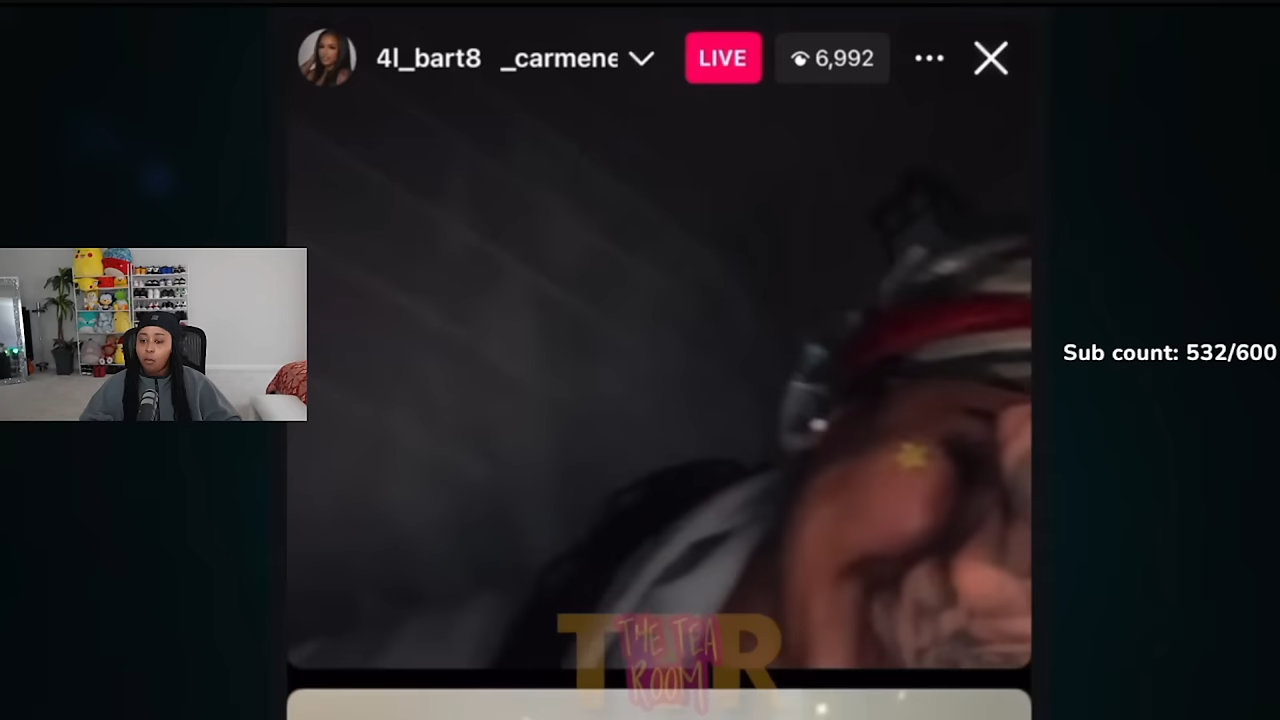 4l_bart8 _carmene
LIVE
6,992
Sub count: 532/600
T R
THE TEA
ROOM